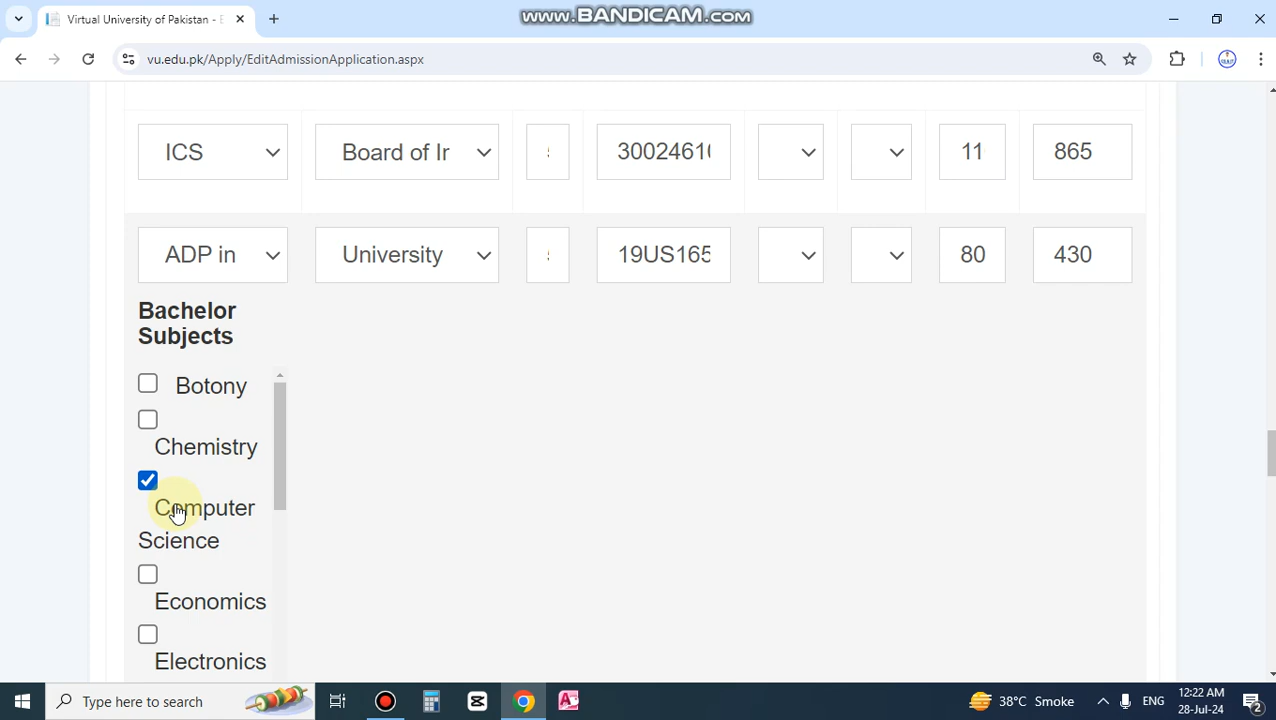 Virtual University of Pakistan - E
www.BANDICAM.com
vu.edu.pk/Apply/EditAdmissionApplication.aspx
ICS Board of Ir 3002461 11 865
ADP in University 19US165 80 430
Bachelor
Subjects
Botony
Chemistry
Computer
Science
Economics
Electronics
Type here to search
38°C Smoke
ENG
12:22 AM
28-Jul-24
2